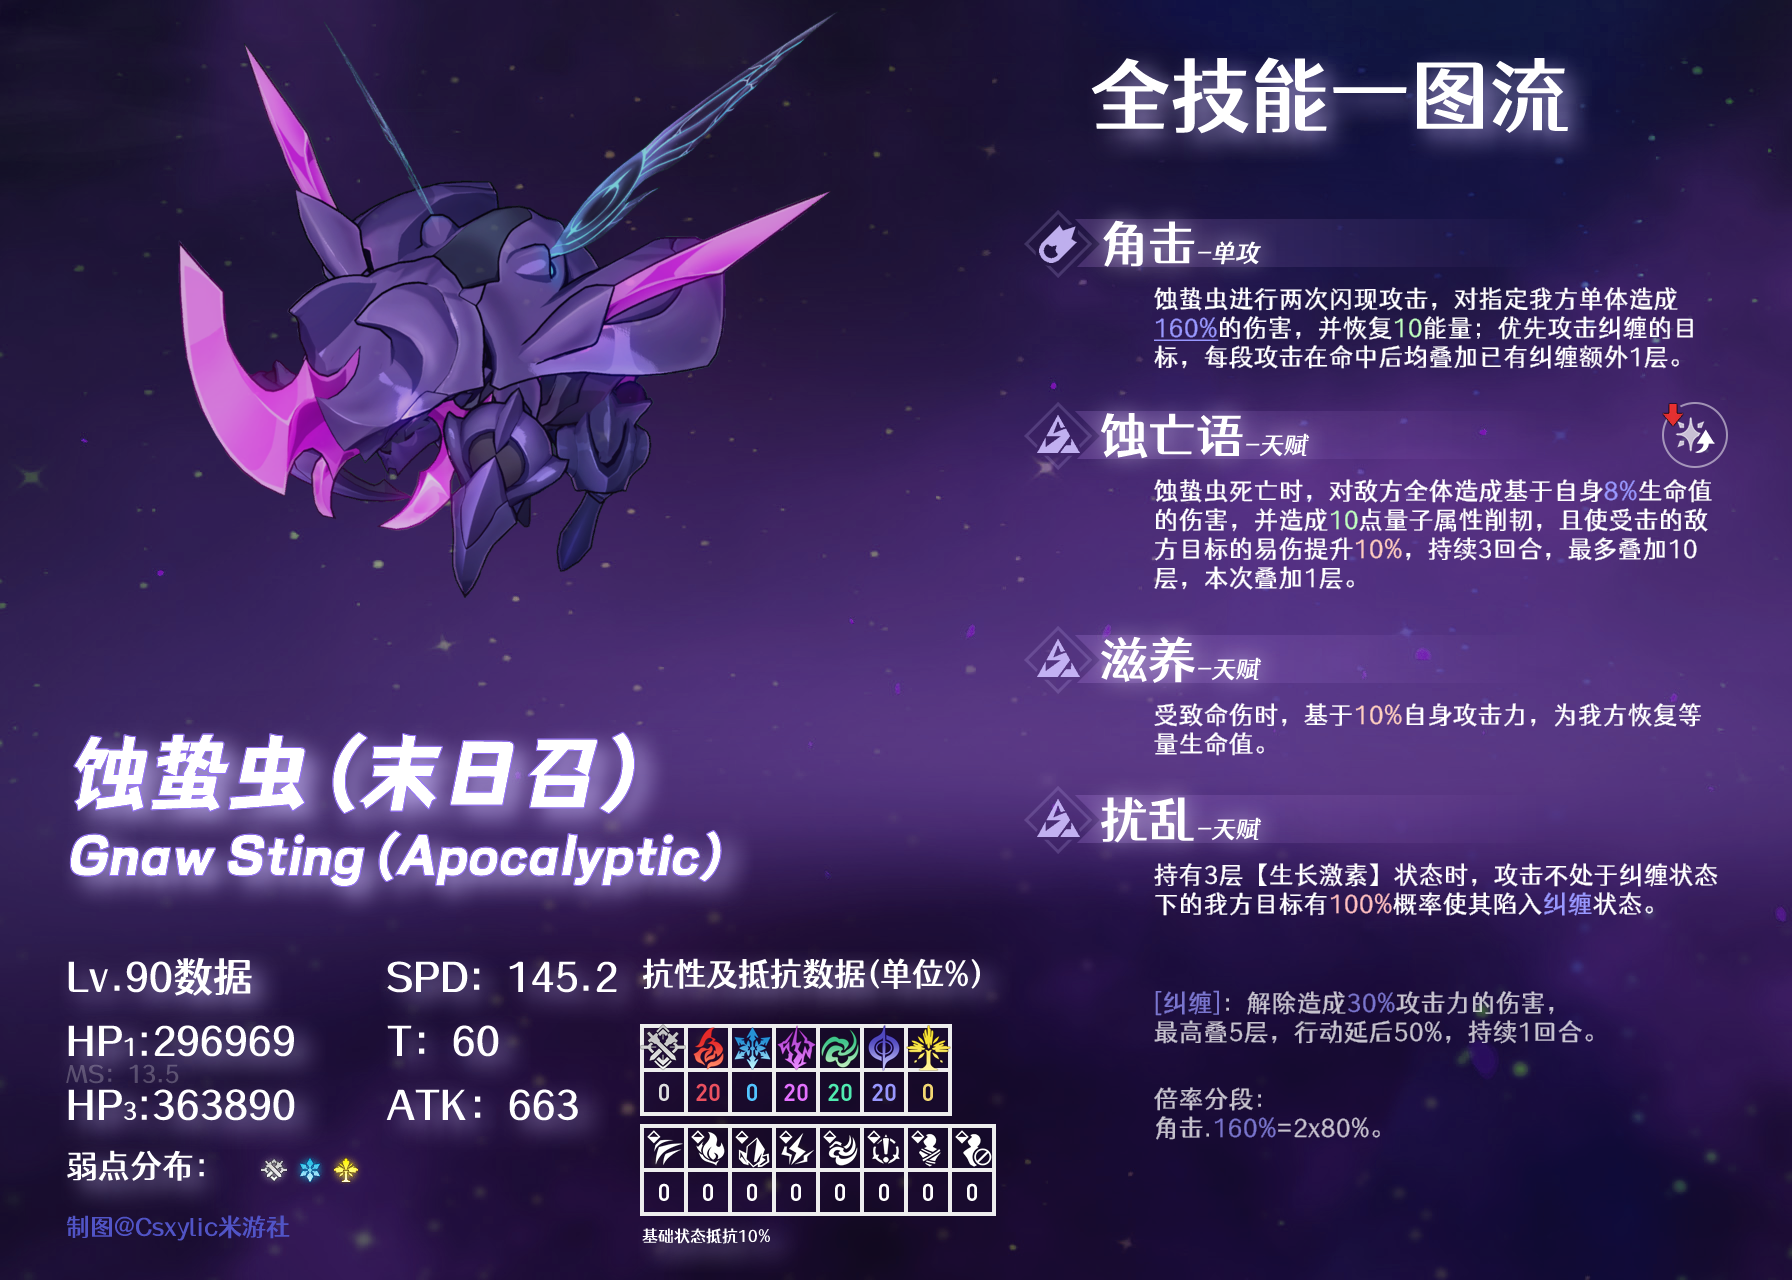 全技能一图流
角击-单攻
蚀蛰虫进行两次闪现攻击，对指定我方单体造成
160%的伤害，并恢复10能量；优先攻击纠缠的目
标，每段攻击在命中后均叠加已有纠缠额外1层。
蚀亡语-天赋
蚀蛰虫死亡时，对敌方全体造成基于自身8%生命值
的伤害，并造成10点量子属性削韧，且使受击的敌
方目标的易伤提升10%，持续3回合，最多叠加10
层，本次叠加1层。
滋养-天赋
受致命伤时，基于10%自身攻击力，为我方恢复等
量生命值。
扰乱-天赋
持有3层【生长激素】状态时，攻击不处于纠缠状态
下的我方目标有100%概率使其陷入纠缠状态。
[纠缠]：解除造成30%攻击力的伤害，
最高叠5层，行动延后50%，持续1回合。
倍率分段：
角击.160%=2x80%。
蚀蛰虫（末日召）
Gnaw Sting (Apocalyptic)
Lv.90数据
SPD：145.2
HP1:296969
T：60
MS：13.5
HP3:363890
ATK：663
弱点分布：
制图@Csxylic米游社
抗性及抵抗数据(单位%)
0 20 0 20 20 20 0
0 0 0 0 0 0 0 0
基础状态抵抗10%